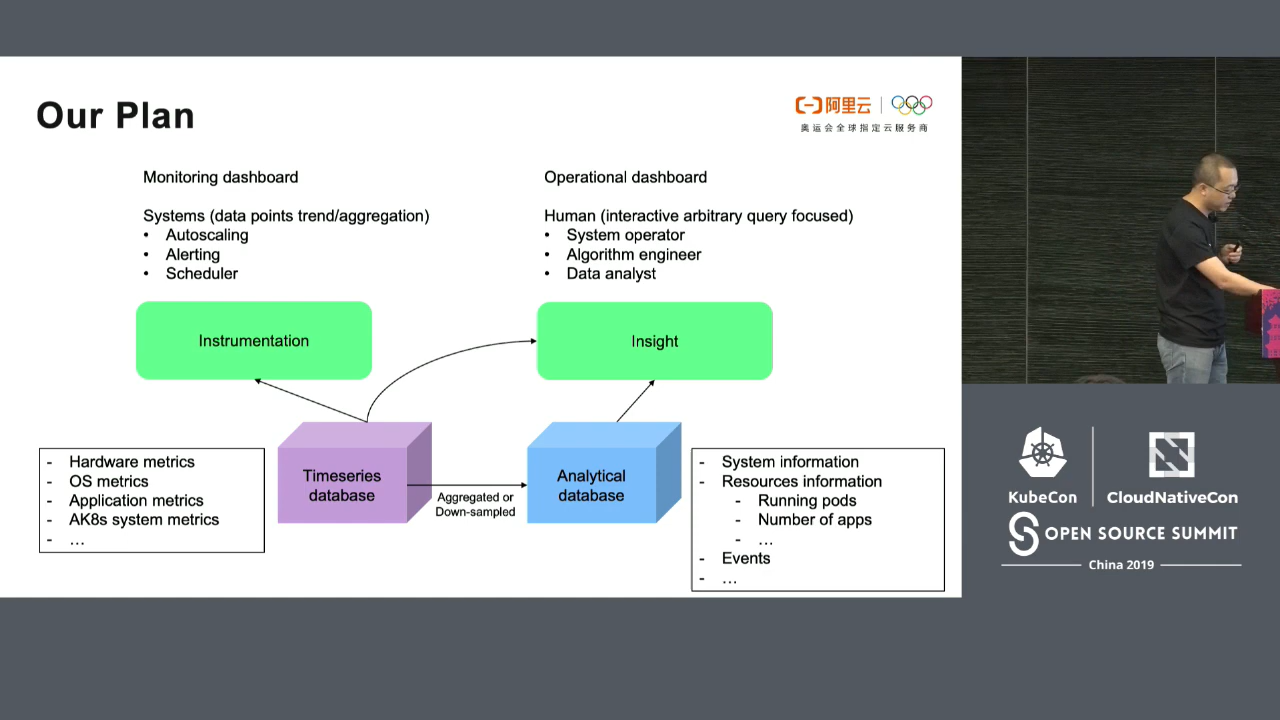 Our Plan
阿里云
奥运会全球指定云服务商
Monitoring dashboard
Systems (data points trend/aggregation)
• Autoscaling
• Alerting
• Scheduler
Operational dashboard
Human (interactive arbitrary query focused)
• System operator
• Algorithm engineer
• Data analyst
Instrumentation
Insight
- Hardware metrics
- OS metrics
- Application metrics
- AK8s system metrics
- …
Timeseries
database
Aggregated or
Down-sampled
Analytical
database
- System information
- Resources information
- Running pods
- Number of apps
- …
- Events
- …
KubeCon
CloudNativeCon
OPEN SOURCE SUMMIT
China 2019